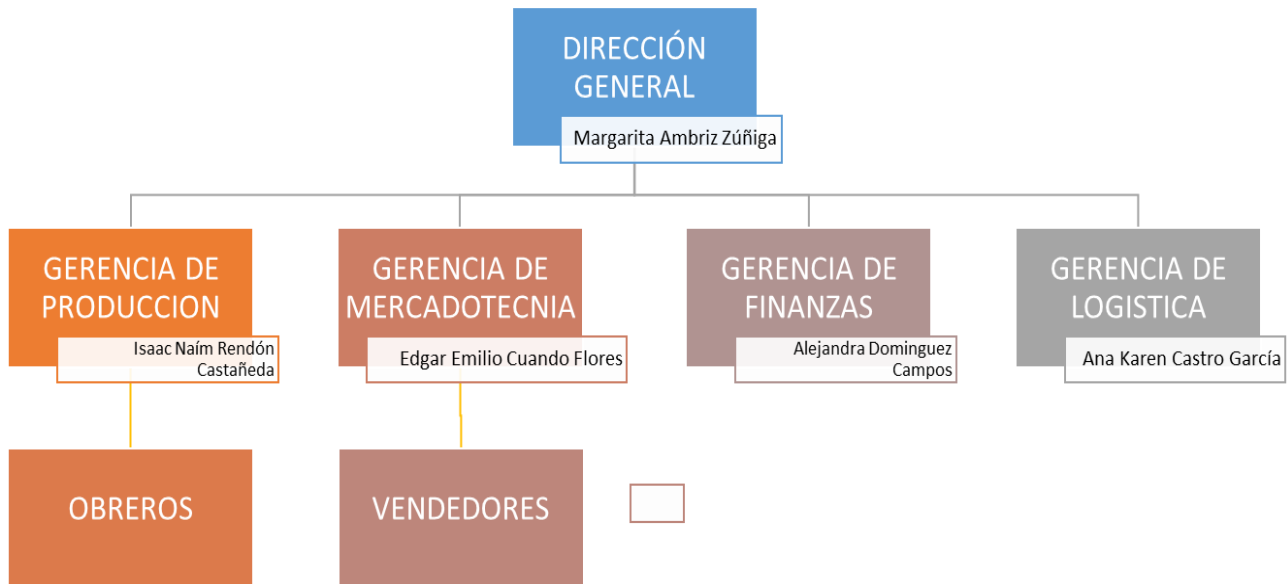 DIRECCIÓN
GENERAL
Margarita Ambriz Zúñiga
GERENCIA DE
PRODUCCION
Isaac Naím Rendón
Castañeda
GERENCIA DE
MERCADOTECNIA
Edgar Emilio Cuando Flores
GERENCIA DE
FINANZAS
Alejandra Dominguez
Campos
GERENCIA DE
LOGISTICA
Ana Karen Castro García
OBREROS
VENDEDORES